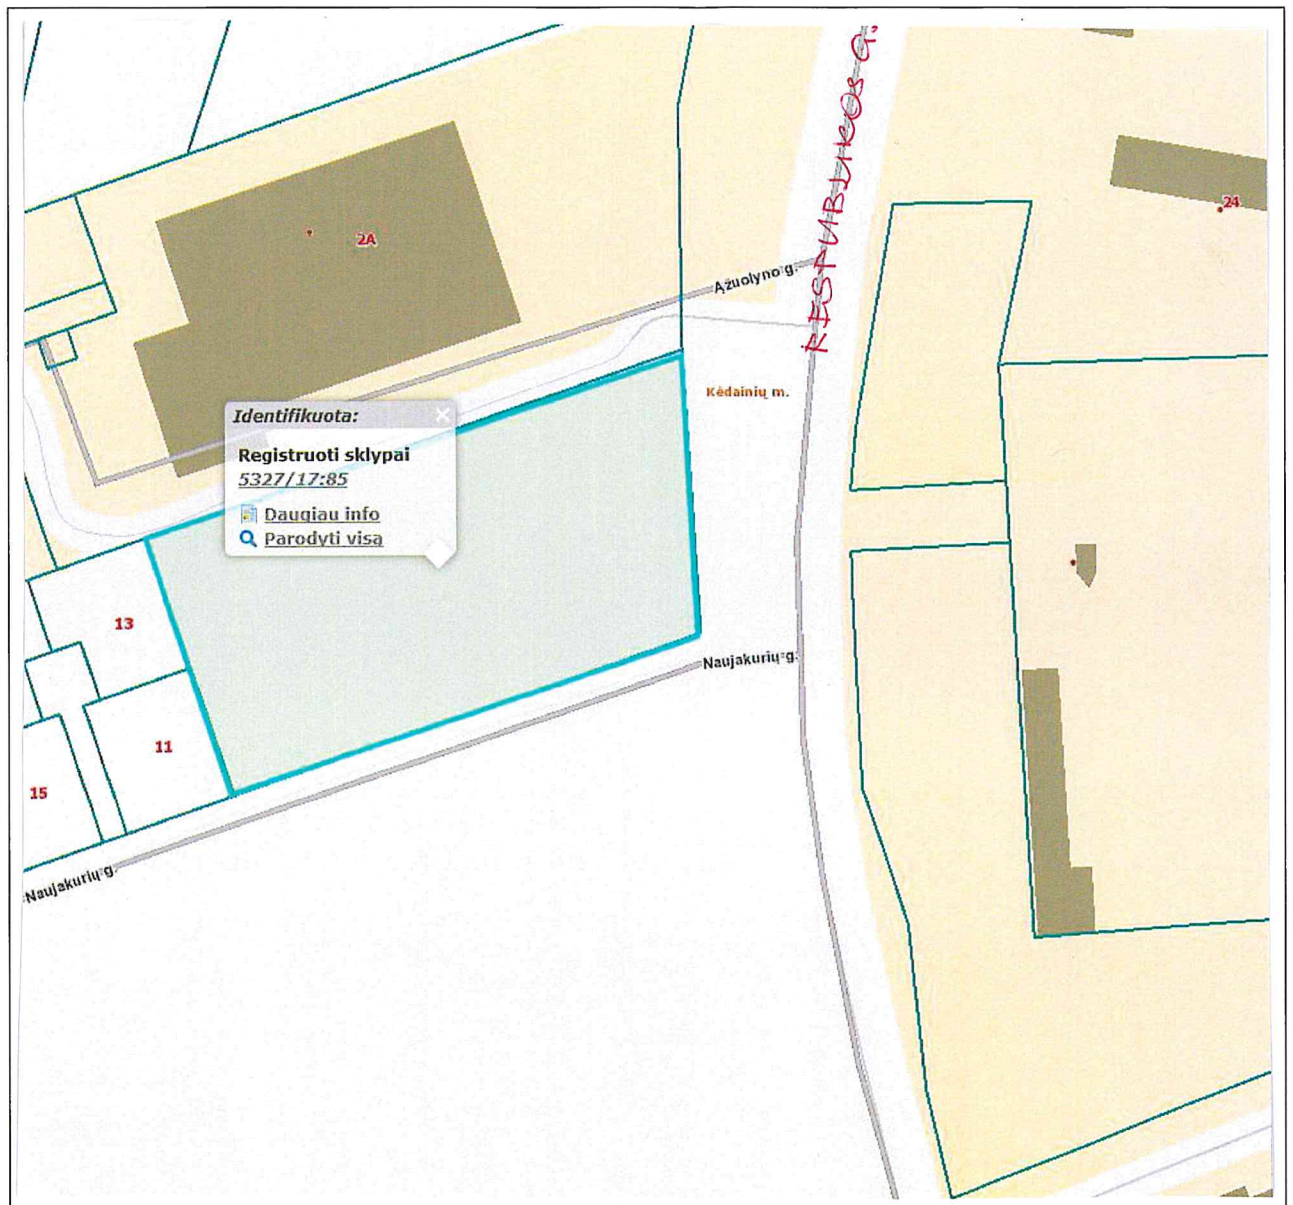 RESPUBLIKOS G.
24
2A
Ąžuolyno g.
Kėdainių m.
Identifikuota:
Registruoti sklypai
5327/17:85
Daugiau info
Parodyti visą
13
Naujakurių g.
11
15
Naujakurių g.